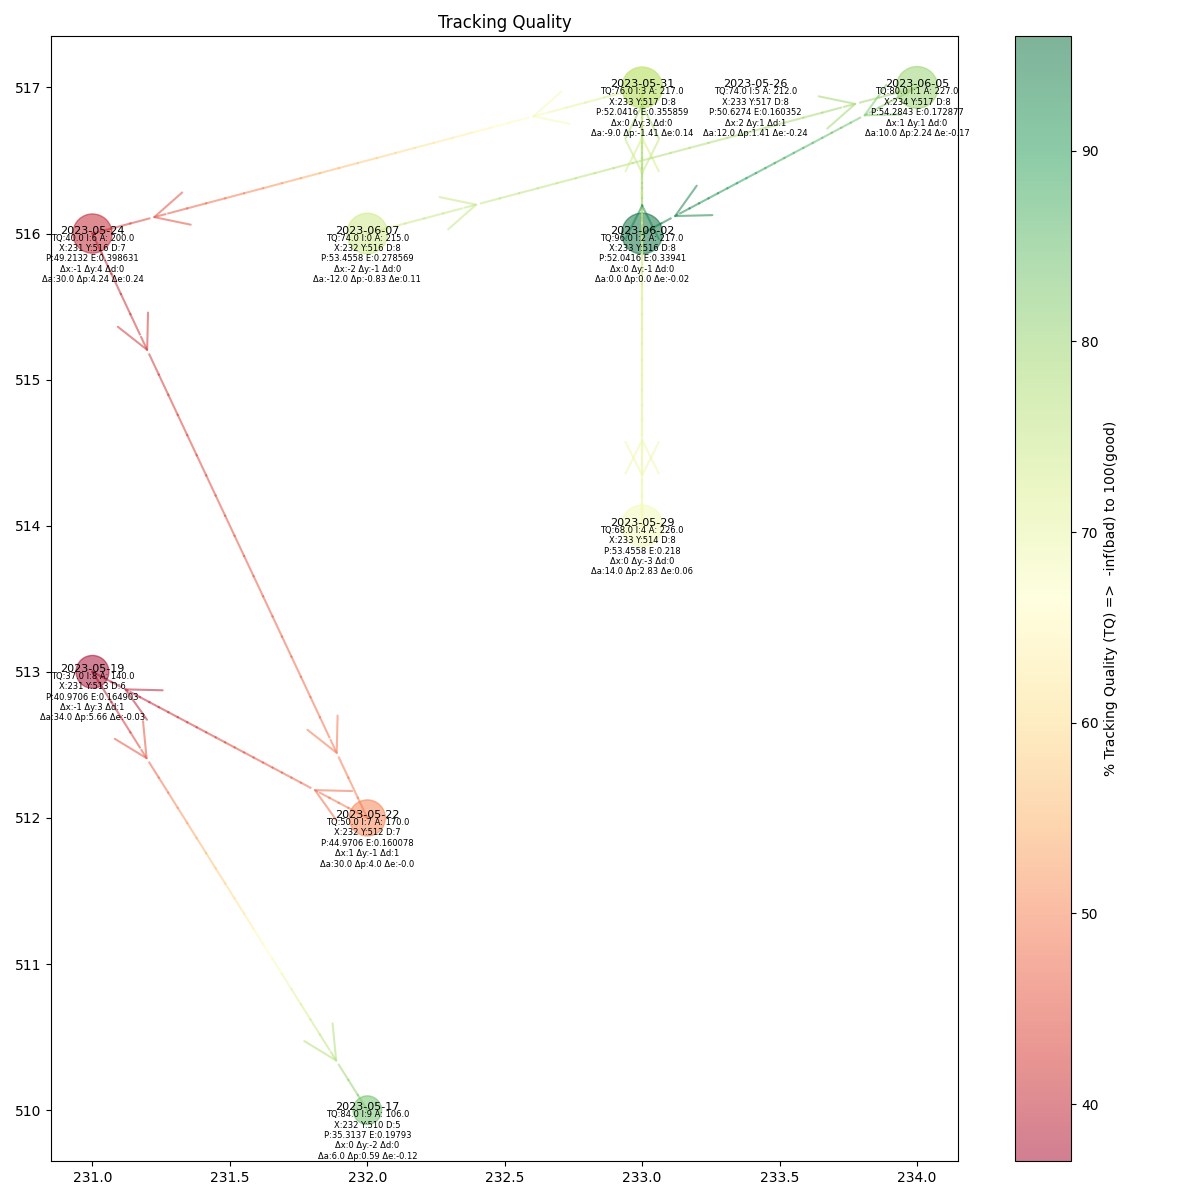 Tracking Quality
517
516
515
514
513
512
511
510
231.0
231.5
232.0
232.5
233.0
233.5
234.0
2023-05-31
TQ:76.0 I:3 A: 217.0
X:233 Y:517 D:8
P:52.0416 E:0.355859
Δx:0 Δy:3 Δd:0
Δa:-9.0 Δp:-1.41 Δe:0.14
2023-05-26
TQ:74.0 I:5 A: 212.0
X:233 Y:517 D:8
P:50.6274 E:0.160352
Δx:2 Δy:1 Δd:1
Δa:12.0 Δp:1.41 Δe:-0.24
2023-06-05
TQ:80.0 I:1 A: 227.0
X:234 Y:517 D:8
P:54.2843 E:0.172877
Δx:1 Δy:1 Δd:0
Δa:10.0 Δp:2.24 Δe:-0.17
2023-05-24
TQ:40.0 I:6 A: 200.0
X:231 Y:516 D:7
P:49.2132 E:0.398631
Δx:-1 Δy:4 Δd:0
Δa:30.0 Δp:4.24 Δe:0.24
2023-06-07
TQ:74.0 I:0 A: 215.0
X:232 Y:516 D:8
P:53.4558 E:0.278569
Δx:-2 Δy:-1 Δd:0
Δa:-12.0 Δp:-0.83 Δe:0.11
2023-06-02
TQ:96.0 I:2 A: 217.0
X:233 Y:516 D:8
P:52.0416 E:0.33941
Δx:0 Δy:-1 Δd:0
Δa:0.0 Δp:0.0 Δe:-0.02
2023-05-29
TQ:68.0 I:4 A: 226.0
X:233 Y:514 D:8
P:53.4558 E:0.218
Δx:0 Δy:-3 Δd:0
Δa:14.0 Δp:2.83 Δe:0.06
2023-05-19
TQ:37.0 I:8 A: 140.0
X:231 Y:513 D:6
P:40.9706 E:0.164903
Δx:-1 Δy:3 Δd:1
Δa:34.0 Δp:5.66 Δe:-0.03
2023-05-22
TQ:50.0 I:7 A: 170.0
X:232 Y:512 D:7
P:44.9706 E:0.160078
Δx:1 Δy:-1 Δd:1
Δa:30.0 Δp:4.0 Δe:-0.0
2023-05-17
TQ:84.0 I:9 A: 106.0
X:232 Y:510 D:5
P:35.3137 E:0.19793
Δx:0 Δy:-2 Δd:0
Δa:6.0 Δp:0.59 Δe:-0.12
90
80
70
60
50
40
% Tracking Quality (TQ) => -inf(bad) to 100(good)